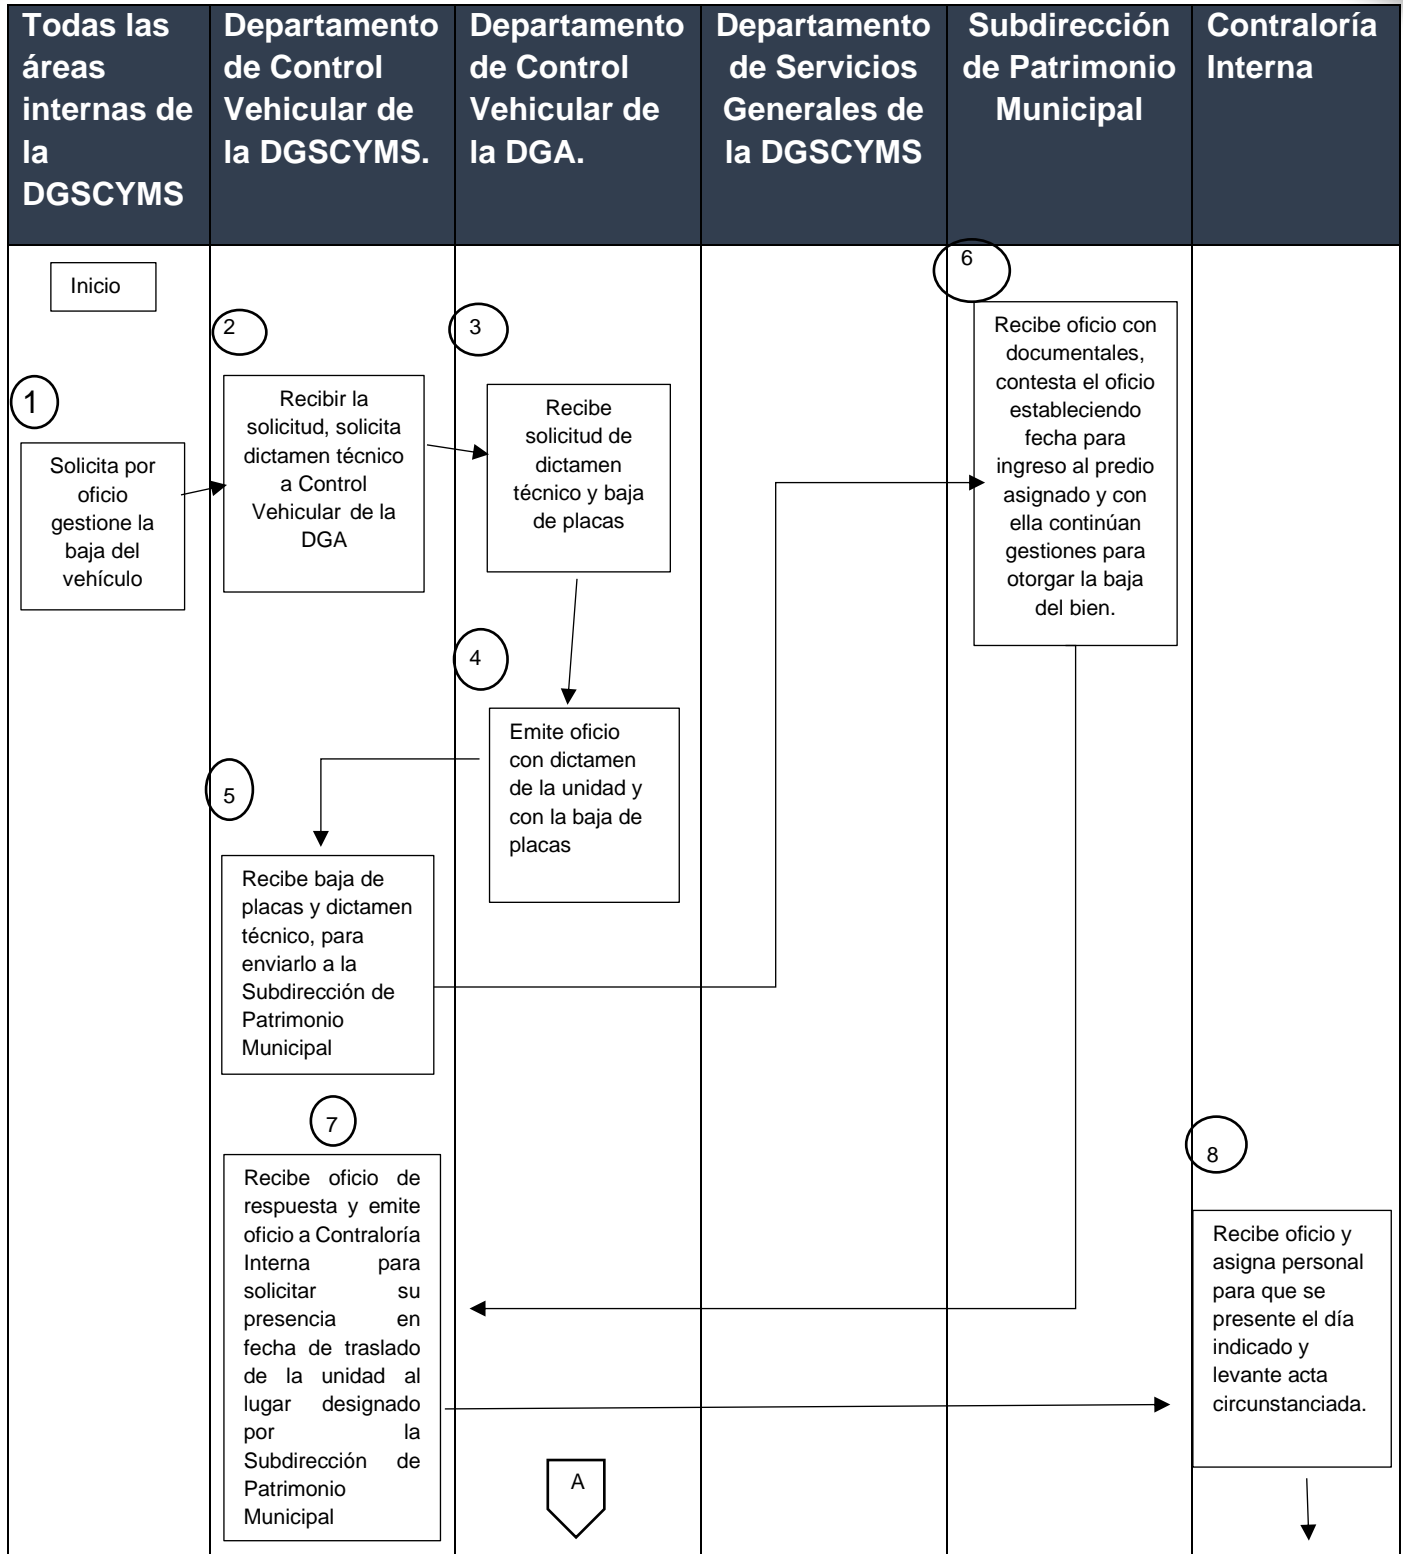 Todas las
áreas
internas de
la
DGSCYMS
Departamento
de Control
Vehicular de
la DGSCYMS.
Departamento
de Control
Vehicular de
la DGA.
Departamento
de Servicios
Generales de
la DGSCYMS
Subdirección
de Patrimonio
Municipal
Contraloría
Interna
Inicio
1
Solicita por
oficio
gestione la
baja del
vehículo
2
Recibir la
solicitud, solicita
dictamen técnico
a Control
Vehicular de la
DGA
3
Recibe
solicitud de
dictamen
técnico y baja
de placas
4
Emite oficio
con dictamen
de la unidad y
con la baja de
placas
5
Recibe baja de
placas y dictamen
técnico, para
enviarlo a la
Subdirección de
Patrimonio
Municipal
6
Recibe oficio con
documentales,
contesta el oficio
estableciendo
fecha para
ingreso al predio
asignado y con
ella continúan
gestiones para
otorgar la baja
del bien.
7
Recibe oficio de
respuesta y emite
oficio a Contraloría
Interna para
solicitar su
presencia en
fecha de traslado
de la unidad al
lugar designado
por la
Subdirección de
Patrimonio
Municipal
8
Recibe oficio y
asigna personal
para que se
presente el día
indicado y
levante acta
circunstanciada.
A